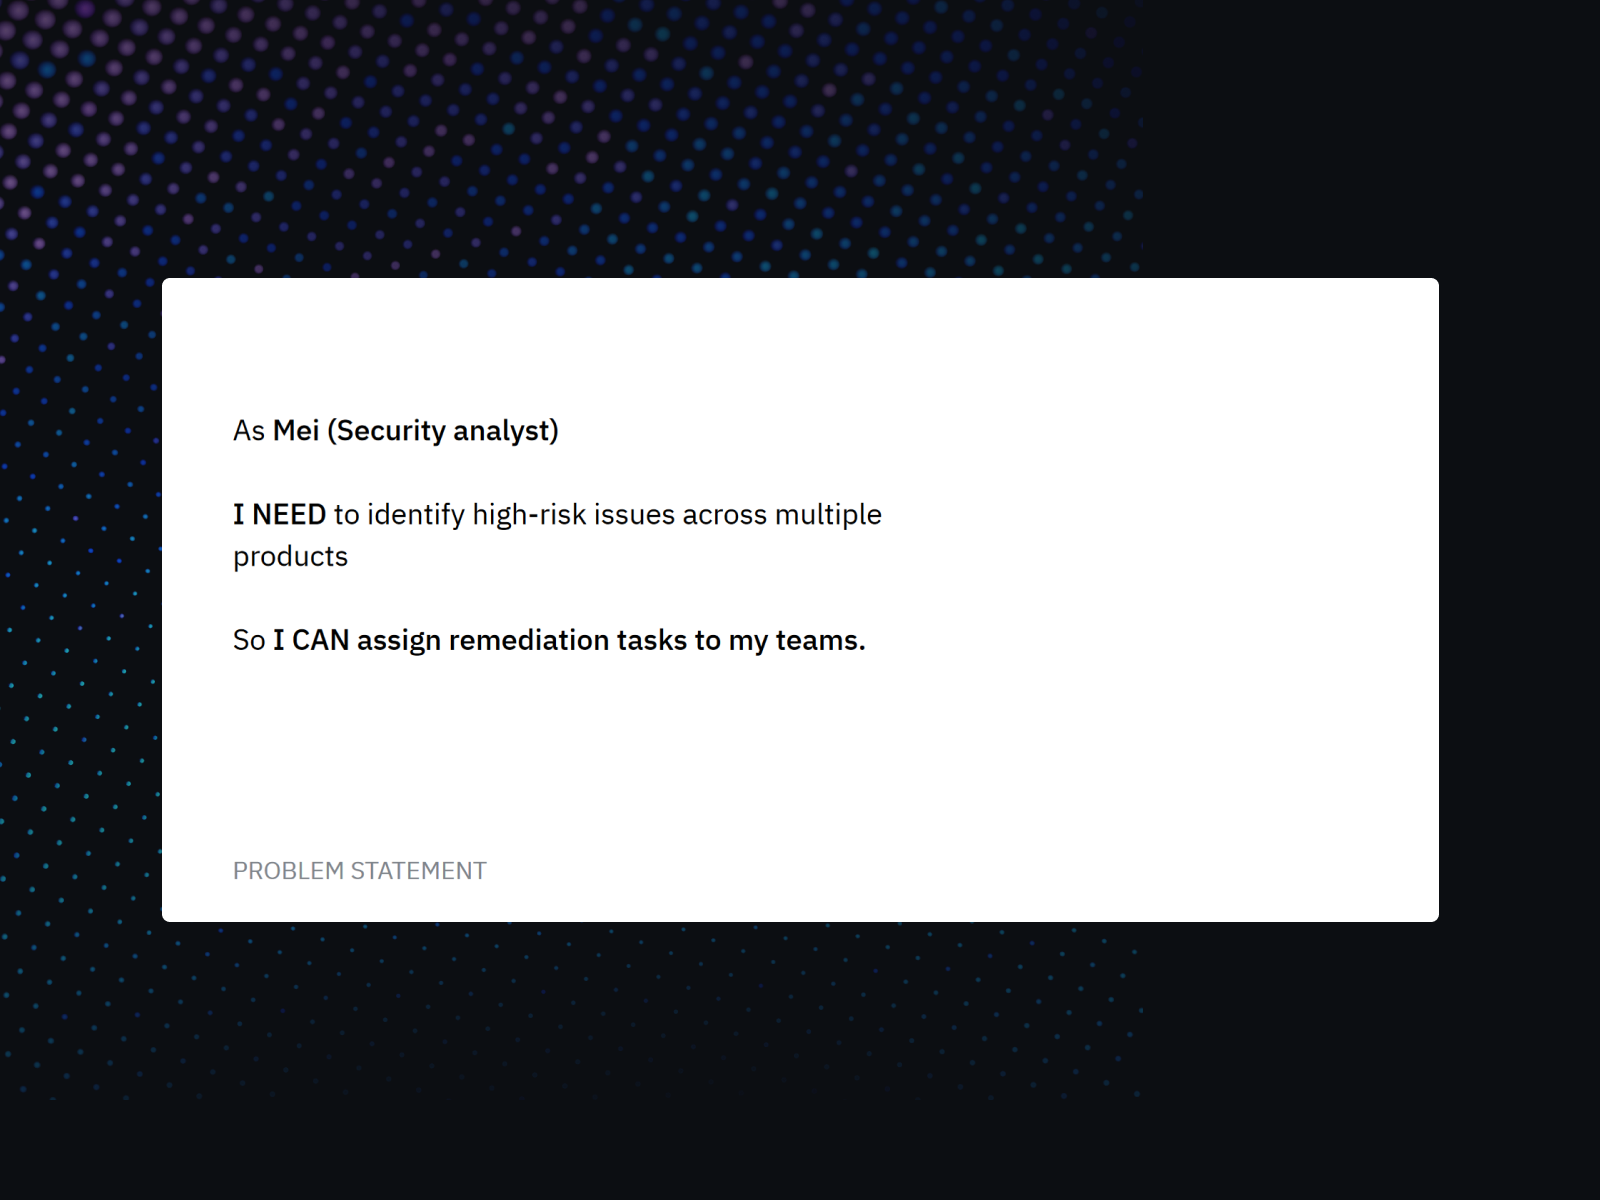 As Mei (Security analyst)
I NEED to identify high-risk issues across multiple
products
So I CAN assign remediation tasks to my teams.
PROBLEM STATEMENT